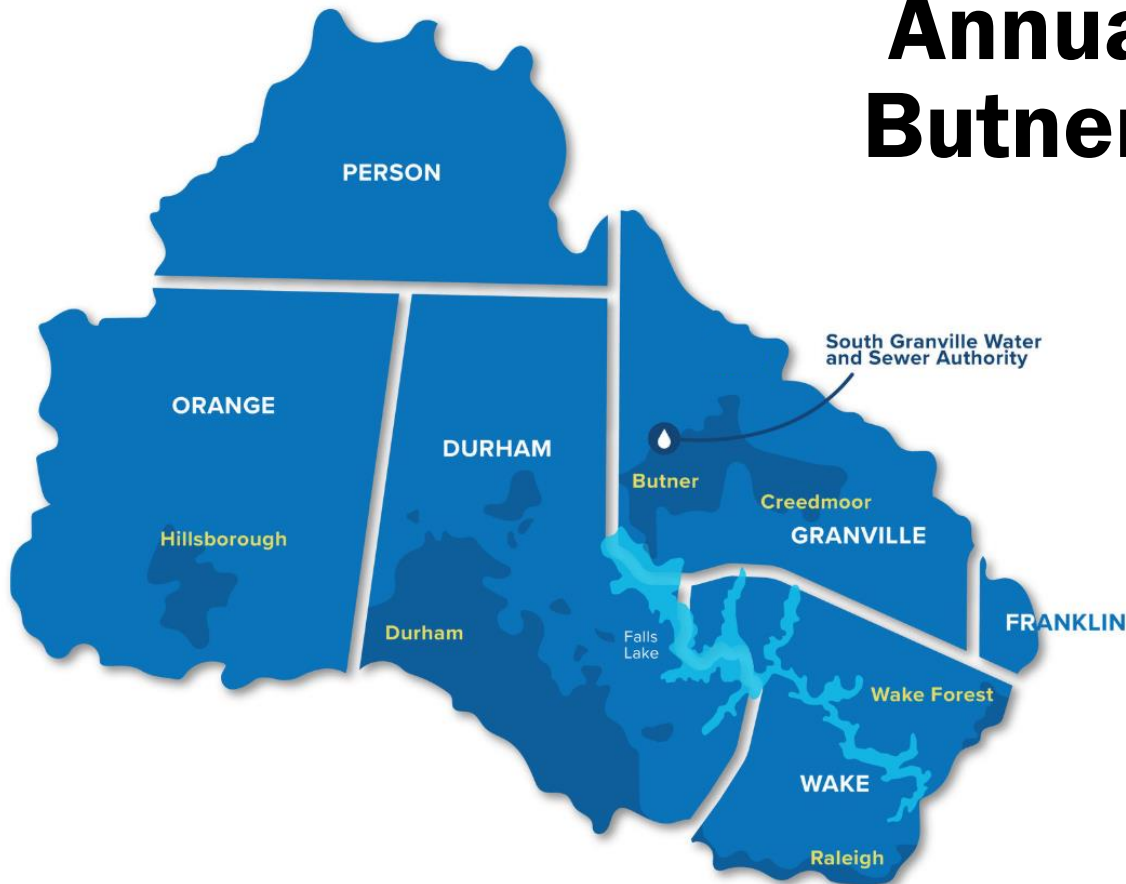 Annua
Butner
PERSON
South Granville Water
and Sewer Authority
ORANGE
DURHAM
Butner
Creedmoor
GRANVILLE
Hillsborough
FRANKLIN
Durham
Falls
Lake
Wake Forest
WAKE
Raleigh